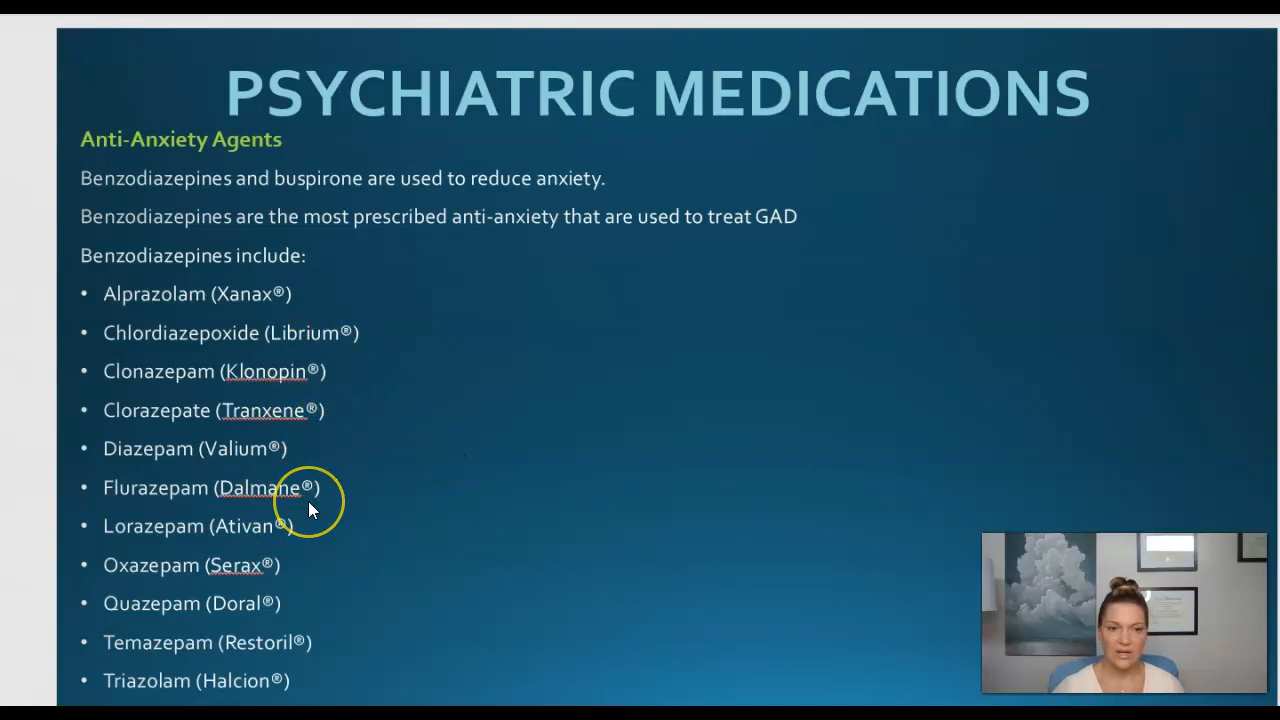 PSYCHIATRIC MEDICATIONS
Anti-Anxiety Agents
Benzodiazepines and buspirone are used to reduce anxiety.
Benzodiazepines are the most prescribed anti-anxiety that are used to treat GAD
Benzodiazepines include:
• Alprazolam (Xanax®)
• Chlordiazepoxide (Librium®)
• Clonazepam (Klonopin®)
• Clorazepate (Tranxene®)
• Diazepam (Valium®)
• Flurazepam (Dalmane®)
• Lorazepam (Ativan®)
• Oxazepam (Serax®)
• Quazepam (Doral®)
• Temazepam (Restoril®)
• Triazolam (Halcion®)